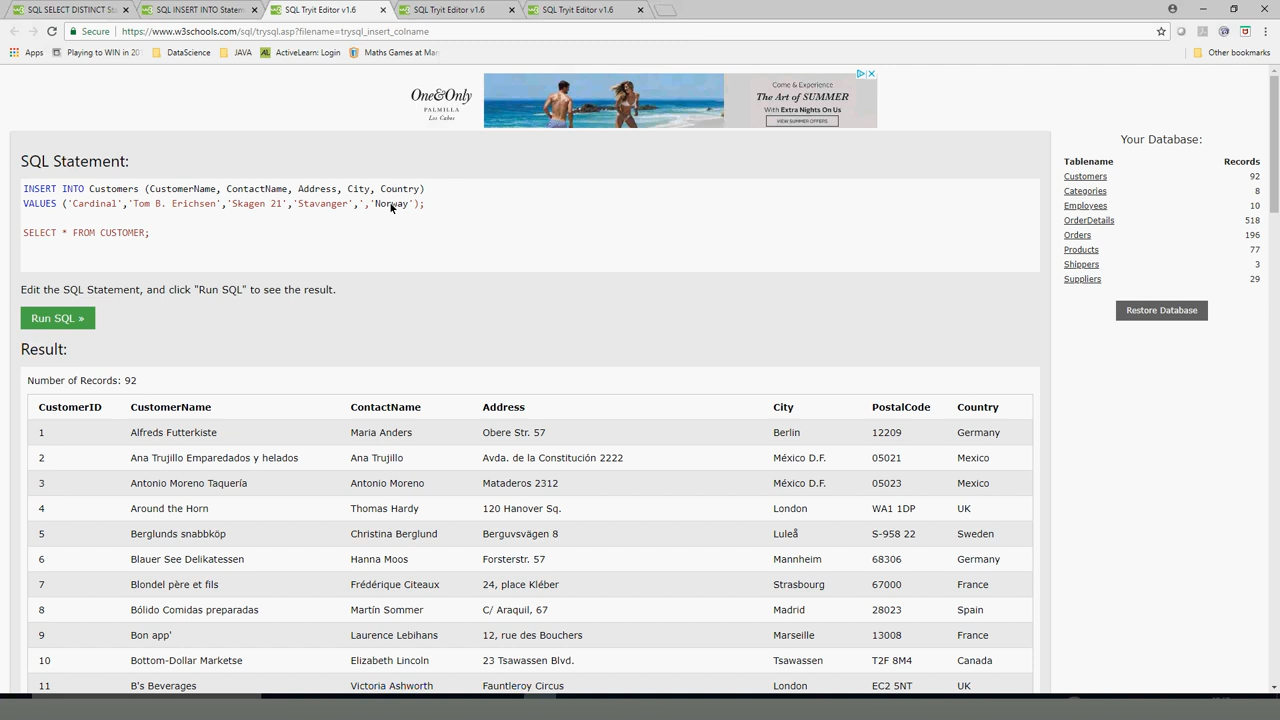 SQL SELECT DISTINCT Sta
SQL INSERT INTO Statem
SQL Tryit Editor v1.6
SQL Tryit Editor v1.6
SQL Tryit Editor v1.6
Secure
https://www.w3schools.com/sql/trysql.asp?filename=trysql_insert_colname
Apps
Playing to WIN in 20
DataScience
JAVA
ActiveLearn: Login
Maths Games at Man
Other bookmarks
One&Only
PALMILLA
Los Cabos
Come & Experience
The Art of SUMMER
With Extra Nights On Us
VIEW SUMMER OFFERS
SQL Statement:
INSERT INTO Customers (CustomerName, ContactName, Address, City, Country)
VALUES ('Cardinal','Tom B. Erichsen','Skagen 21','Stavanger',','Norway');
SELECT * FROM CUSTOMER;
Edit the SQL Statement, and click "Run SQL" to see the result.
Run SQL »
Result:
Number of Records: 92
CustomerID CustomerName ContactName Address City PostalCode Country
1 Alfreds Futterkiste Maria Anders Obere Str. 57 Berlin 12209 Germany
2 Ana Trujillo Emparedados y helados Ana Trujillo Avda. de la Constitución 2222 México D.F. 05021 Mexico
3 Antonio Moreno Taquería Antonio Moreno Mataderos 2312 México D.F. 05023 Mexico
4 Around the Horn Thomas Hardy 120 Hanover Sq. London WA1 1DP UK
5 Berglunds snabbköp Christina Berglund Berguvsvägen 8 Luleå S-958 22 Sweden
6 Blauer See Delikatessen Hanna Moos Forsterstr. 57 Mannheim 68306 Germany
7 Blondel père et fils Frédérique Citeaux 24, place Kléber Strasbourg 67000 France
8 Bólido Comidas preparadas Martín Sommer C/ Araquil, 67 Madrid 28023 Spain
9 Bon app' Laurence Lebihans 12, rue des Bouchers Marseille 13008 France
10 Bottom-Dollar Marketse Elizabeth Lincoln 23 Tsawassen Blvd. Tsawassen T2F 8M4 Canada
11 B's Beverages Victoria Ashworth Fauntleroy Circus London EC2 5NT UK
Your Database:
Tablename Records
Customers 92
Categories 8
Employees 10
OrderDetails 518
Orders 196
Products 77
Shippers 3
Suppliers 29
Restore Database